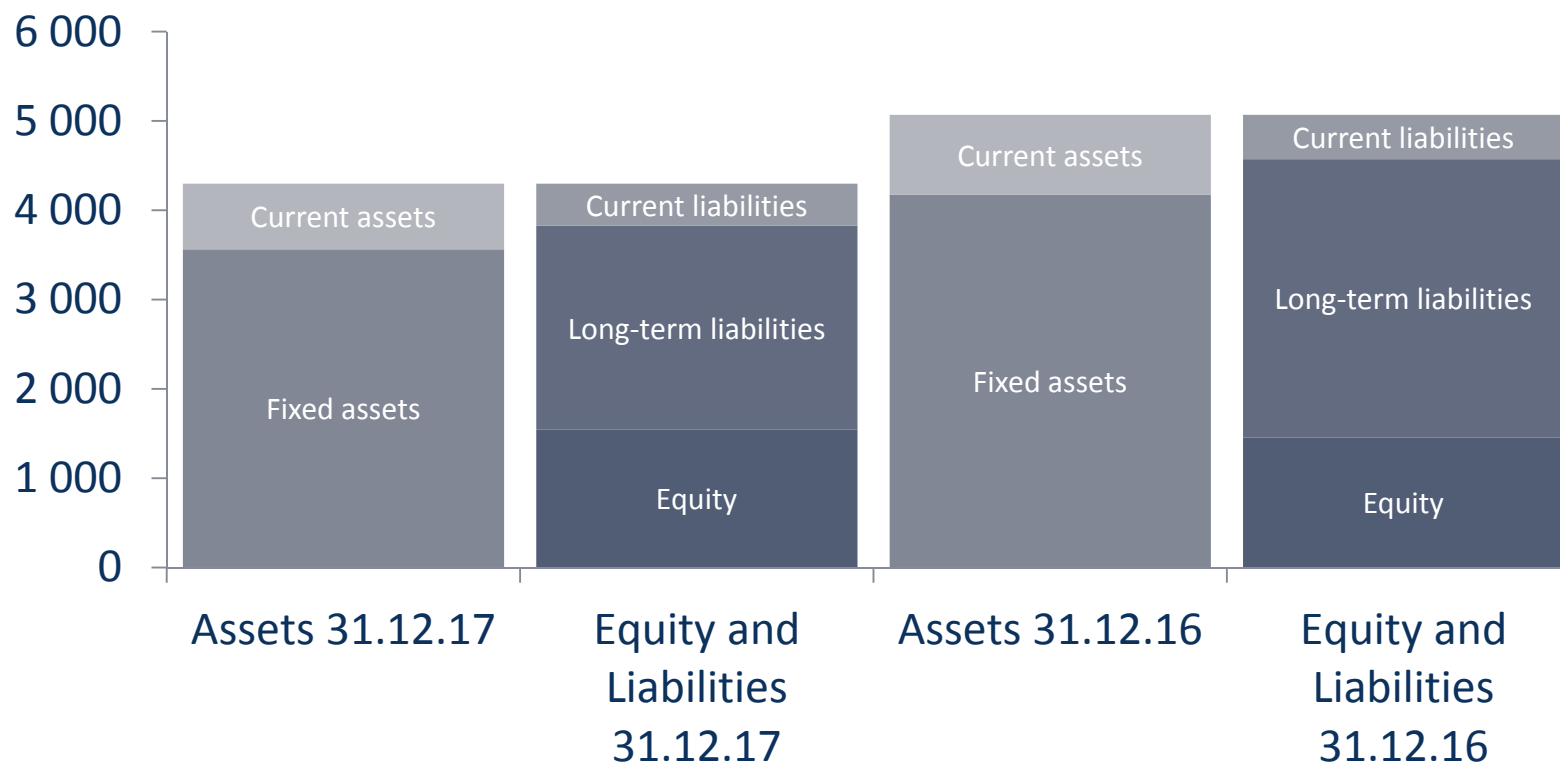 6 000
5 000
4 000
3 000
2 000
1 000
0
Current assets
Fixed assets
Current liabilities
Long-term liabilities
Equity
Current assets
Fixed assets
Current liabilities
Long-term liabilities
Equity
Assets 31.12.17
Equity and
Liabilities
31.12.17
Assets 31.12.16
Equity and
Liabilities
31.12.16